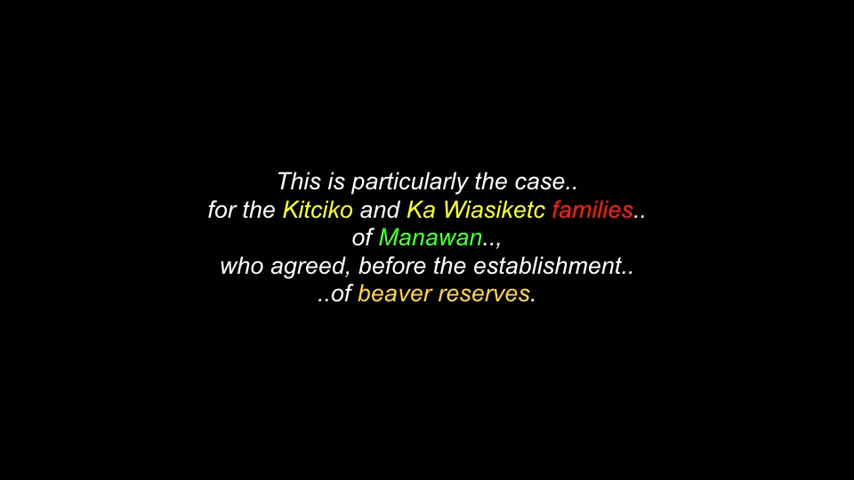 This is particularly the case..
for the Kitciko and Ka Wiasiketc families..
of Manawan..,
who agreed, before the establishment..
..of beaver reserves.